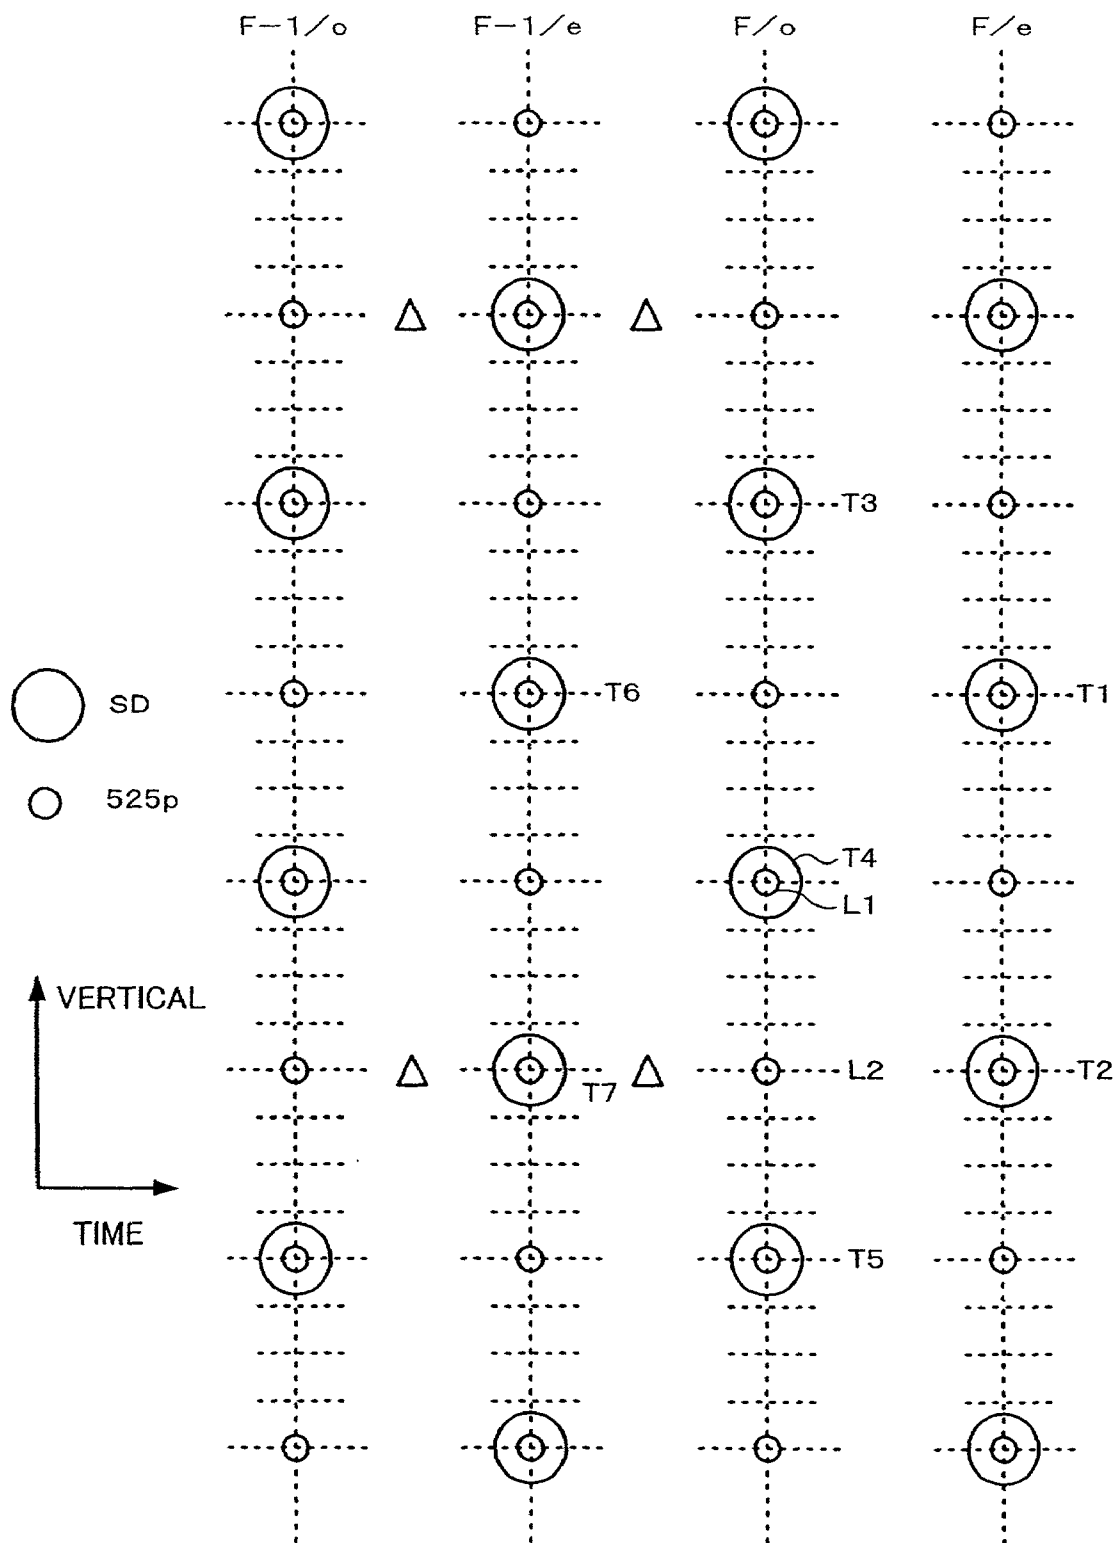 F-1/o F-1/e F/o F/e
T3
T6 T1
SD
525p
T4
L1
VERTICAL
L2 T2
T7
TIME
T5